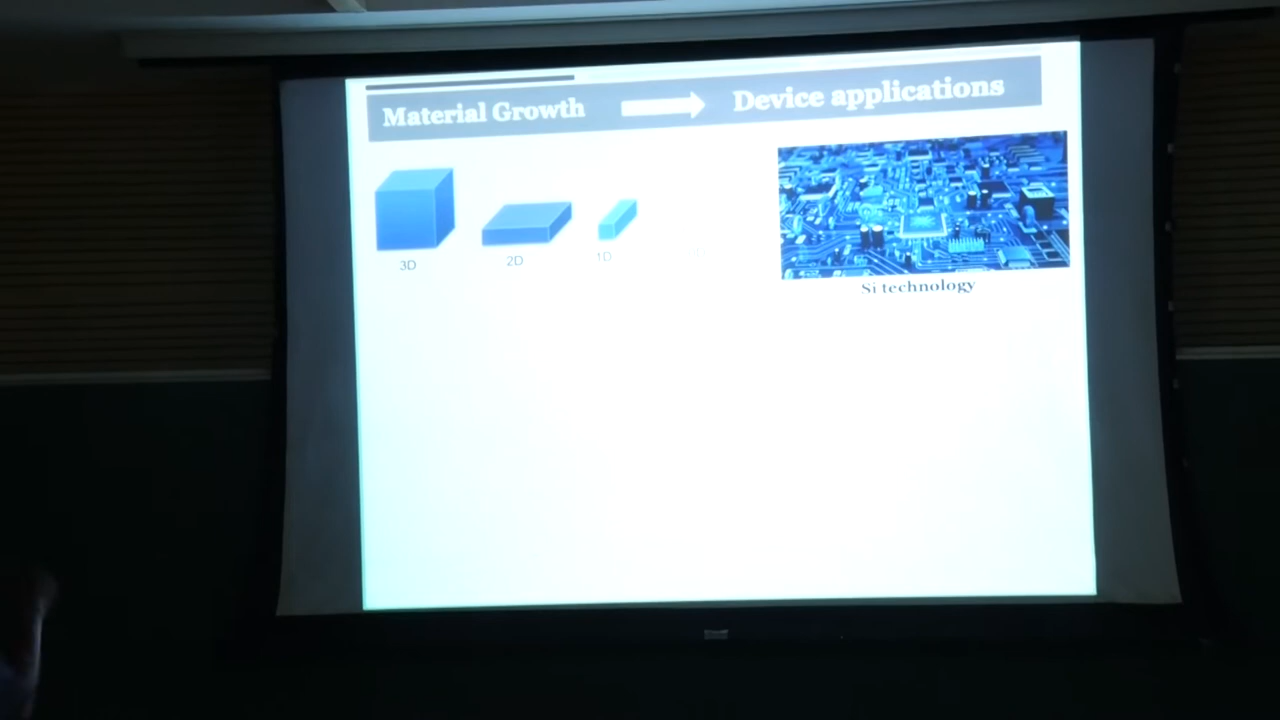 Material Growth
Device applications
3D
2D
1D
Si technology